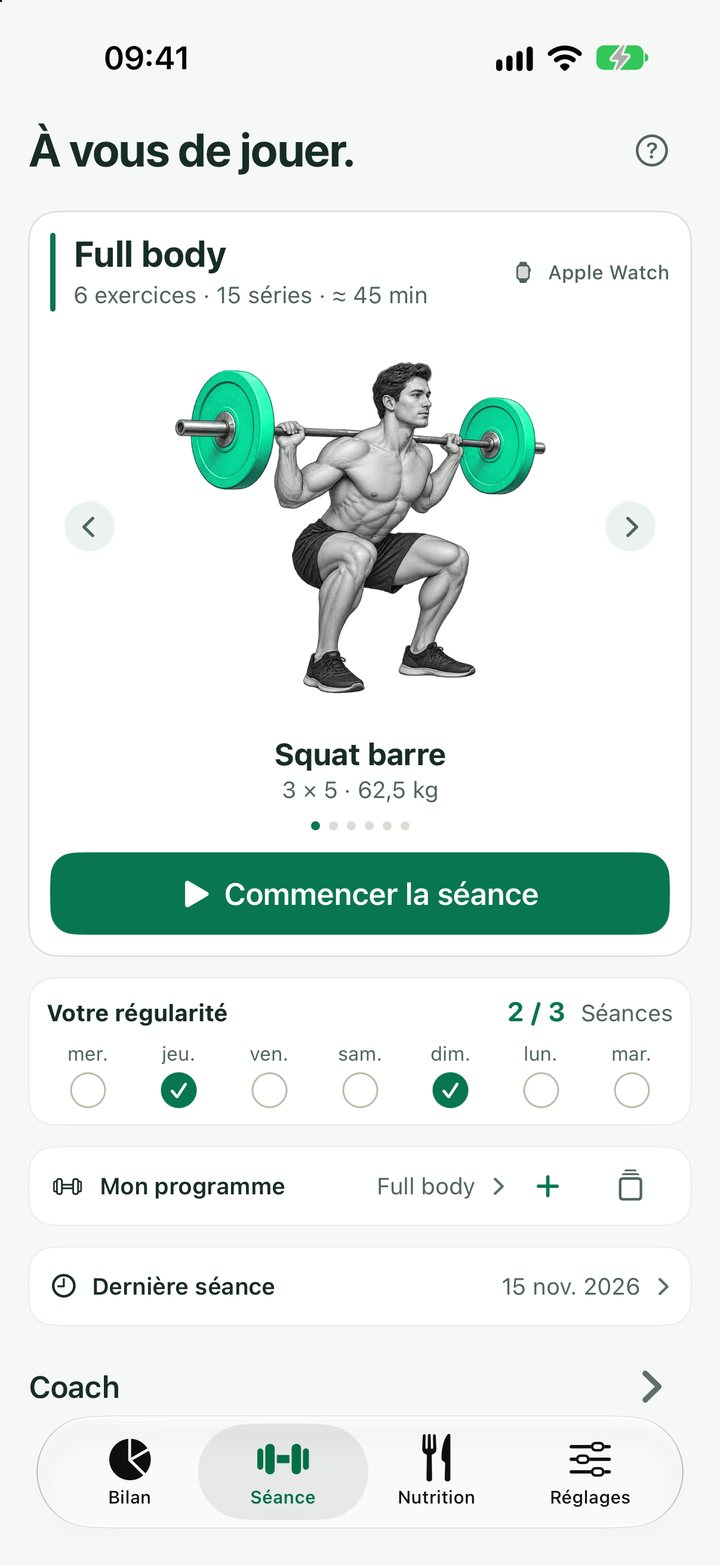 09:41
À vous de jouer.
Full body
6 exercices · 15 séries · ≈ 45 min
Apple Watch
Squat barre
3 × 5 · 62,5 kg
Commencer la séance
Votre régularité
2 / 3 Séances
mer. jeu. ven. sam. dim. lun. mar.
Mon programme
Full body
Dernière séance
15 nov. 2026
Coach
Bilan
Séance
Nutrition
Réglages